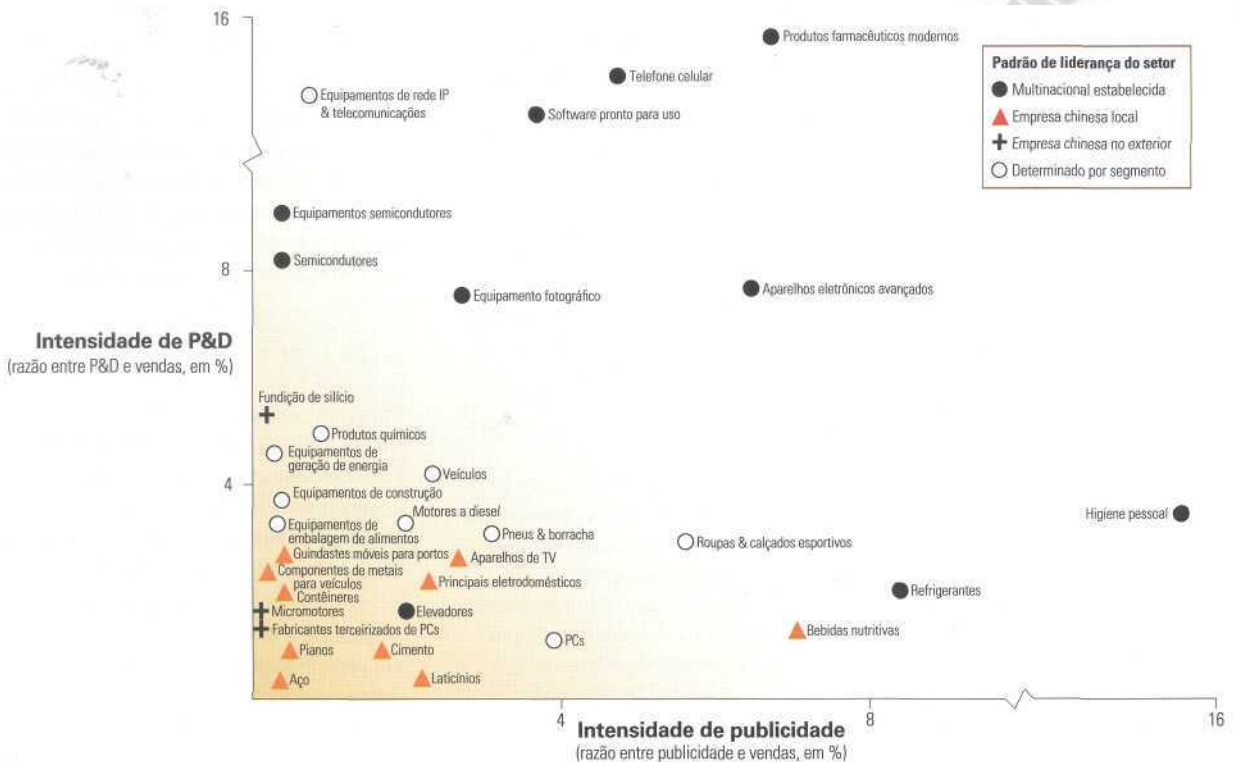 16
Produtos farmacêuticos modernos
Padrão de liderança do setor
Multinacional estabelecida
Empresa chinesa local
Empresa chinesa no exterior
Determinado por segmento
Telefone celular
Equipamentos de rede IP
& telecomunicações
Software pronto para uso
Equipamentos semicondutores
Semicondutores
8
Equipamento fotográfico
Aparelhos eletrônicos avançados
Intensidade de P&D
(razão entre P&D e vendas, em %)
Fundição de silício
Produtos químicos
Equipamentos de
geração de energia
Veículos
4
Equipamentos de construção
Motores a diesel
Higiene pessoal
Equipamentos de
embalagem de alimentos
Pneus & borracha
Roupas & calçados esportivos
Guindastes móveis para portos
Aparelhos de TV
Componentes de metais
para veículos
Principais eletrodomésticos
Contêineres
Refrigerantes
Micromotores
Elevadores
Fabricantes terceirizados de PCs
Bebidas nutritivas
PCs
Pianos
Cimento
Aço
Laticínios
4
8
16
Intensidade de publicidade
(razão entre publicidade e vendas, em %)